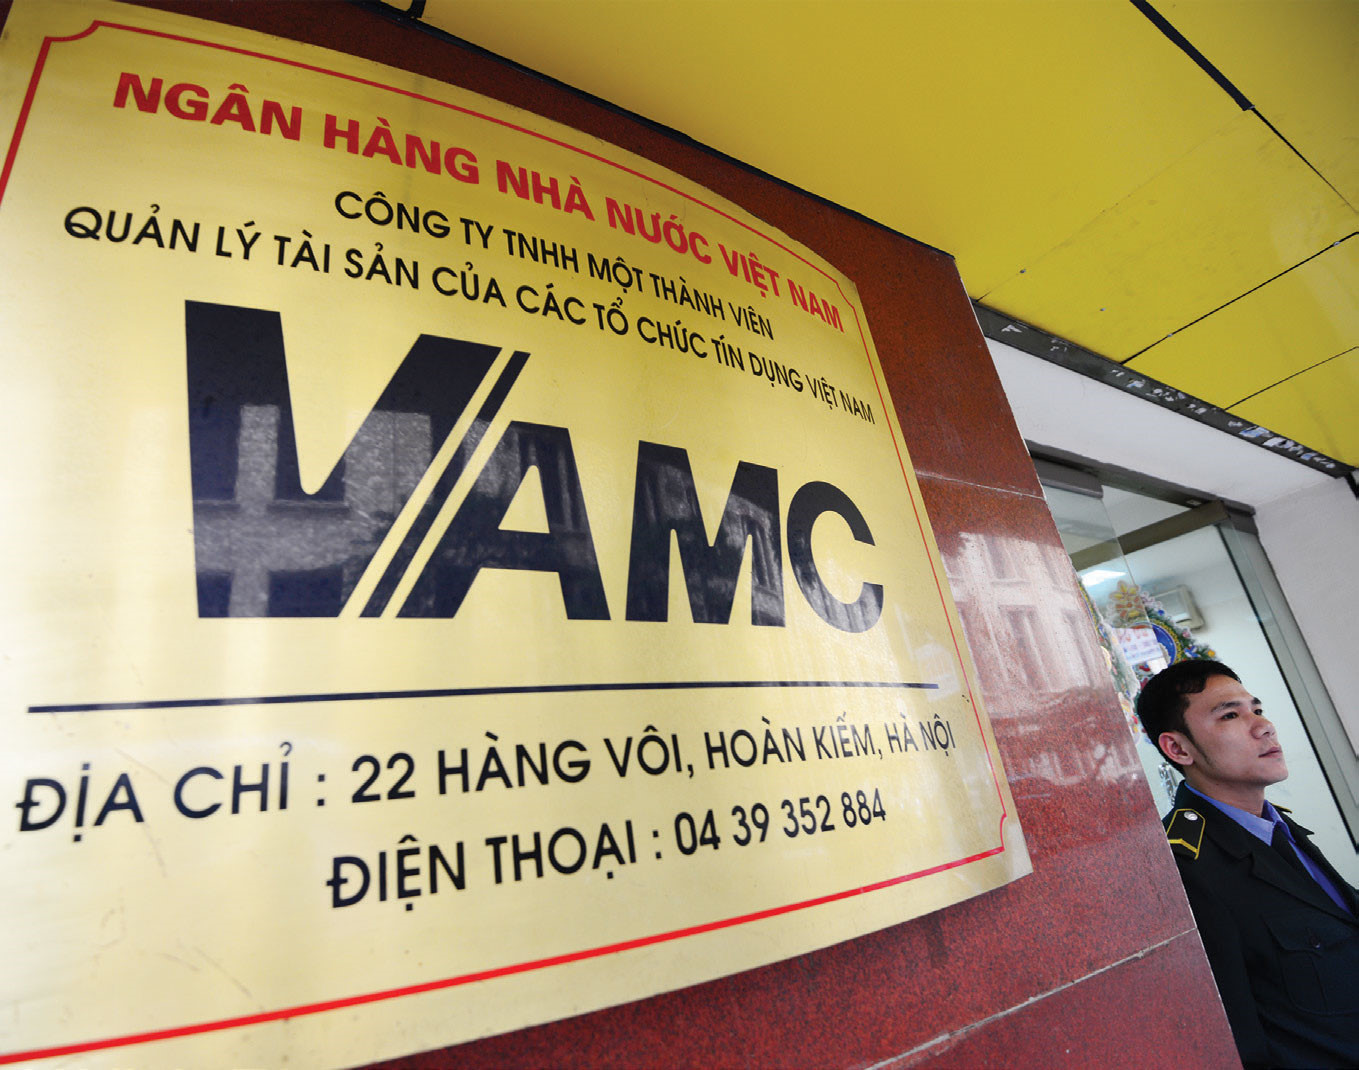 NGÂN HÀNG NHÀ NƯỚC VIỆT NAM
CÔNG TY TNHH MỘT THÀNH VIÊN
QUẢN LÝ TÀI SẢN CỦA CÁC TỔ CHỨC TÍN DỤNG VIỆT NAM
VAMC
ĐỊA CHỈ : 22 HÀNG VÔI, HOÀN KIẾM, HÀ NỘI
ĐIỆN THOẠI : 04 39 352 884